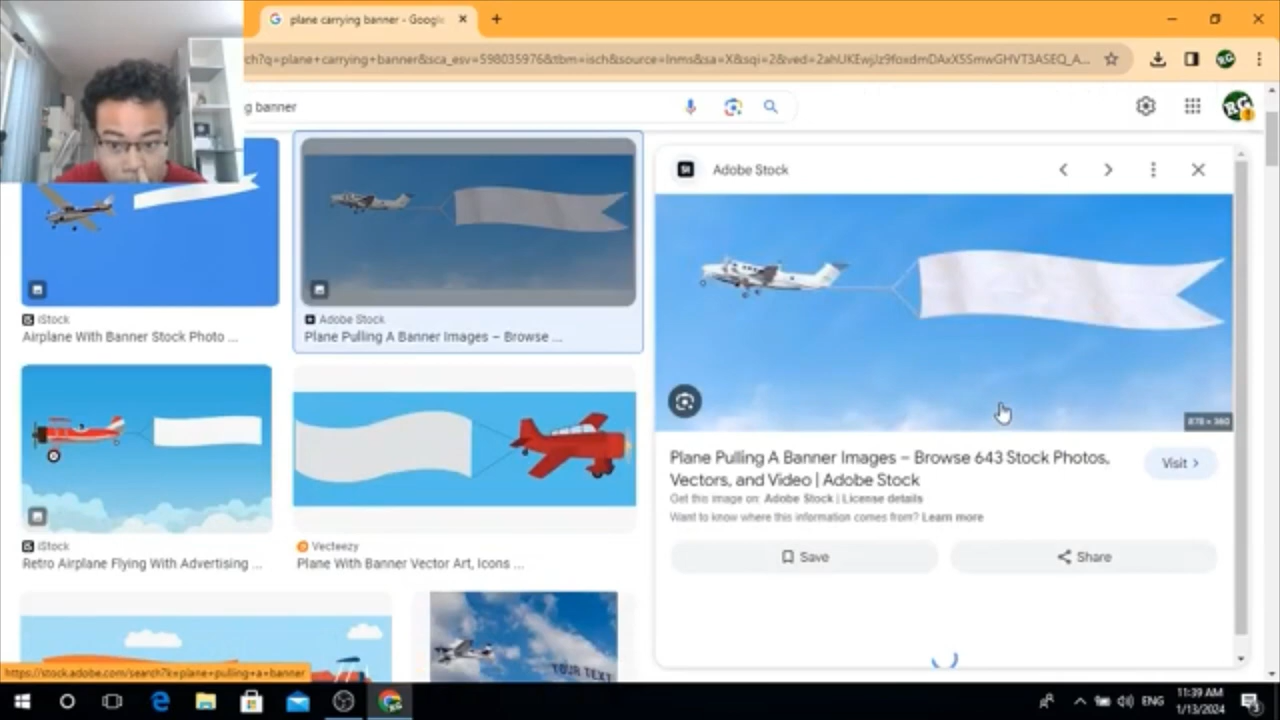 plane carrying banner - Google
g banner
Adobe Stock
iStock
Airplane With Banner Stock Photo ...
Adobe Stock
Plane Pulling A Banner Images – Browse ...
878 × 360
Plane Pulling A Banner Images – Browse 643 Stock Photos,
Vectors, and Video | Adobe Stock
Visit >
Get this image on: Adobe Stock | License details
Want to know where this information comes from? Learn more
Save
Share
iStock
Retro Airplane Flying With Advertising ...
Vecteezy
Plane With Banner Vector Art, Icons ...
YOUR TEXT
https://stock.adobe.com/search?k=plane+pulling+a+banner
ENG
11:39 AM
1/13/2024